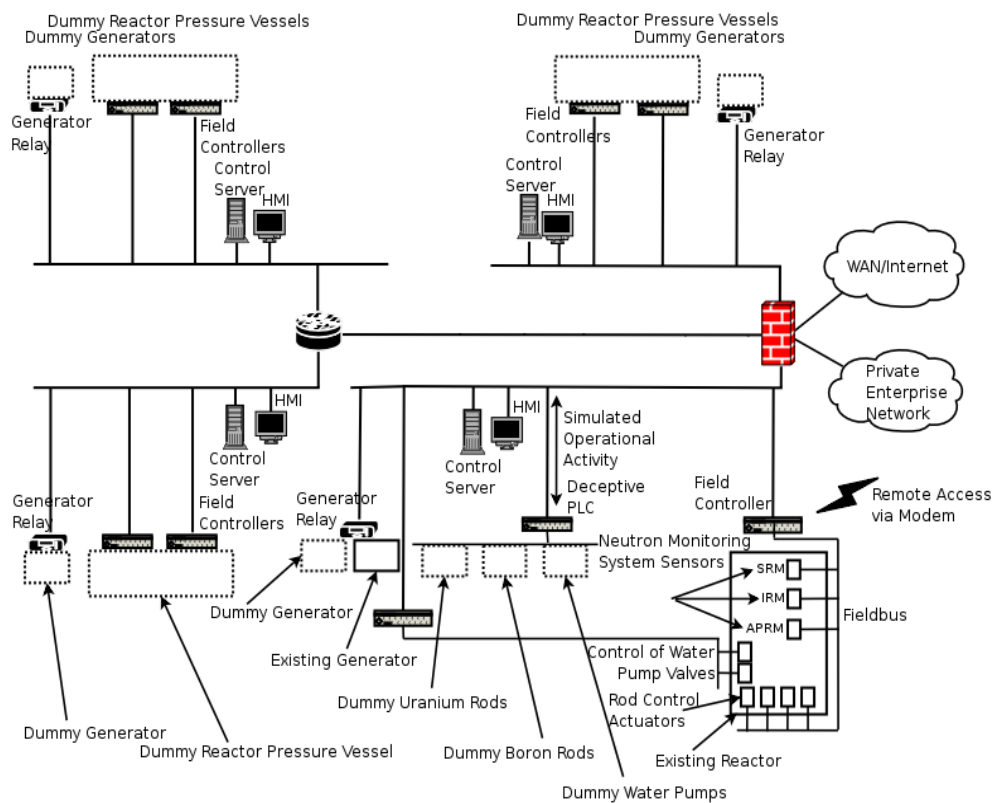 Dummy Reactor Pressure Vessels
Dummy Generators
Generator
Relay
Field
Controllers
Control
Server
HMI
Dummy Reactor Pressure Vessels
Dummy Generators
Field
Controllers
Generator
Relay
Control
Server
HMI
WAN/Internet
Private
Enterprise
Network
HMI
Control
Server
Generator
Relay
Field
Controllers
Dummy Generator
Dummy Reactor Pressure Vessel
Generator
Relay
Dummy Generator
Existing Generator
HMI
Control
Server
Simulated
Operational
Activity
Deceptive
PLC
Dummy Uranium Rods
Dummy Boron Rods
Dummy Water Pumps
Field
Controller
Remote Access
via Modem
Neutron Monitoring
System Sensors
SRM
IRM
APRM
Fieldbus
Control of Water
Pump Valves
Rod Control
Actuators
Existing Reactor